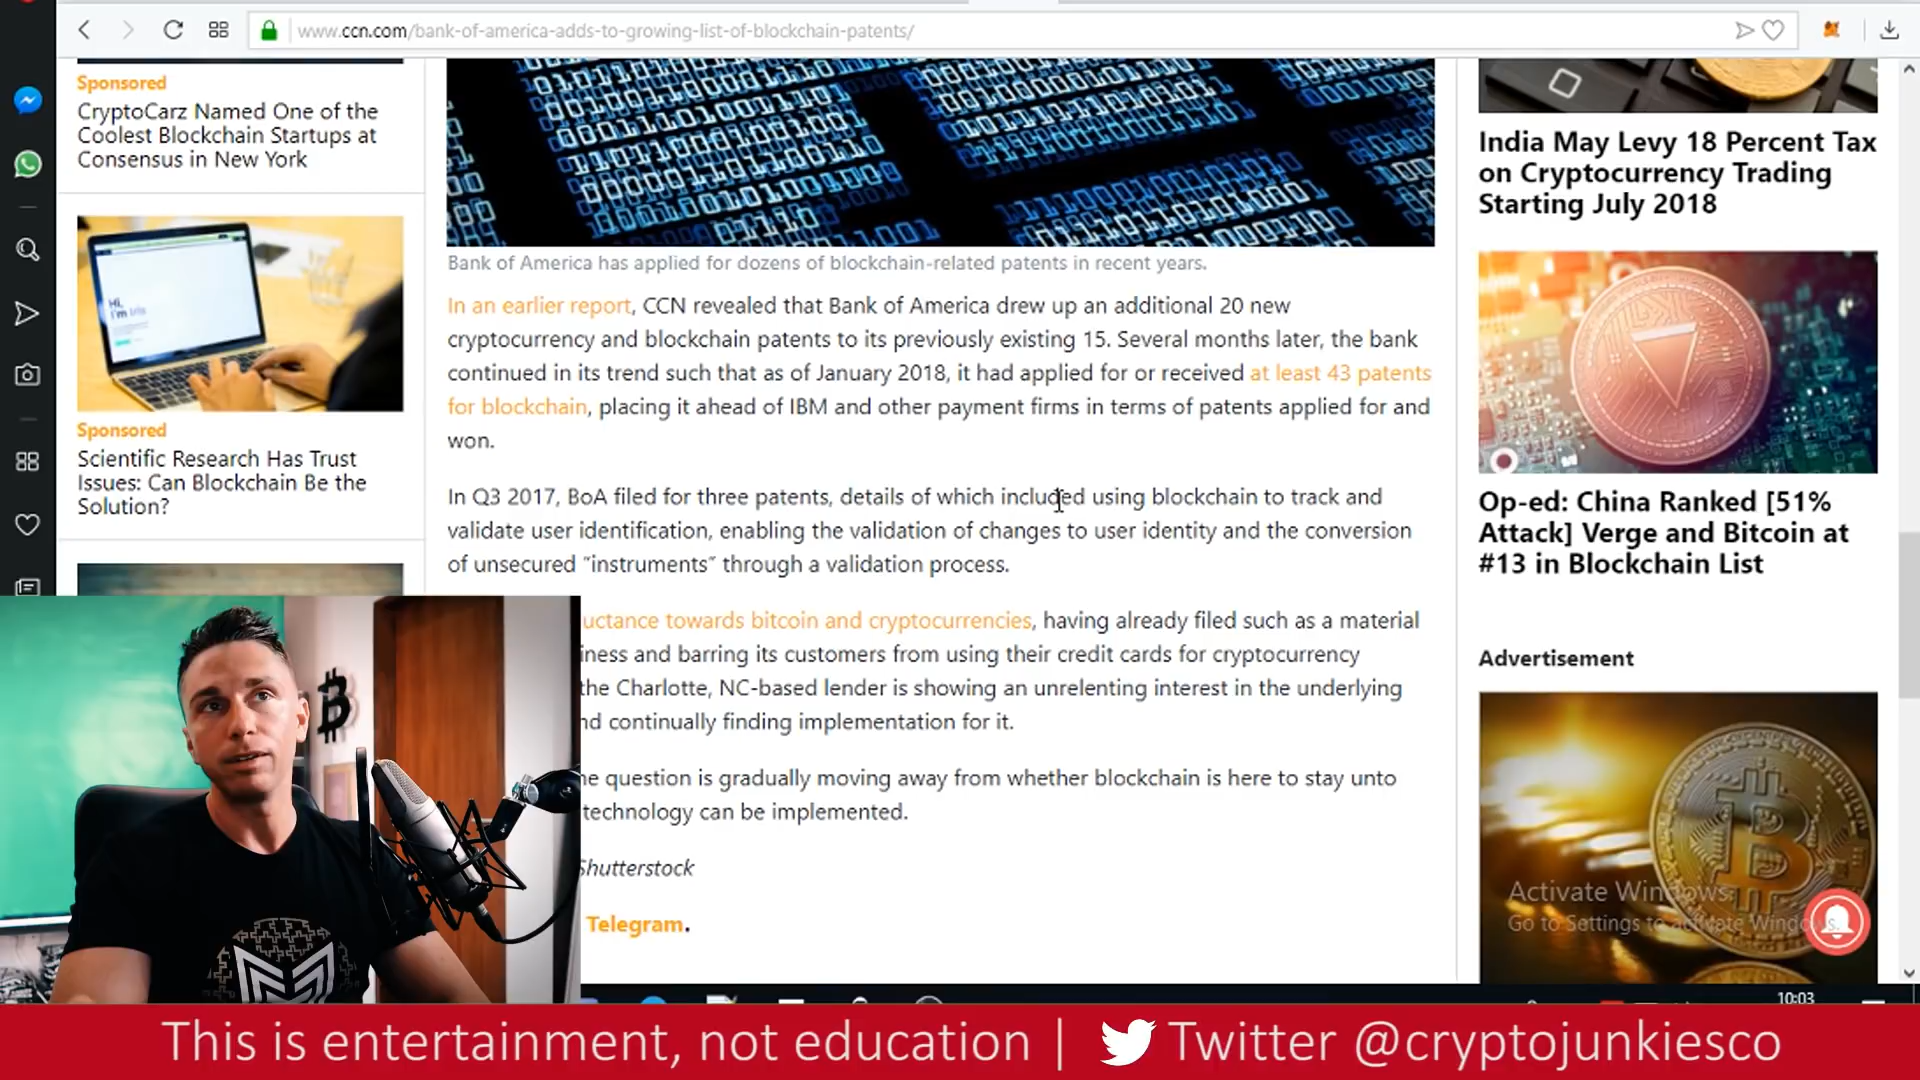 www.ccn.com/bank-of-america-adds-to-growing-list-of-blockchain-patents/
Sponsored
CryptoCarz Named One of the
Coolest Blockchain Startups at
Consensus in New York
Hi,
I'm Iris
Sponsored
Scientific Research Has Trust
Issues: Can Blockchain Be the
Solution?
Bank of America has applied for dozens of blockchain-related patents in recent years.
In an earlier report, CCN revealed that Bank of America drew up an additional 20 new
cryptocurrency and blockchain patents to its previously existing 15. Several months later, the bank
continued in its trend such that as of January 2018, it had applied for or received at least 43 patents
for blockchain, placing it ahead of IBM and other payment firms in terms of patents applied for and
won.
In Q3 2017, BoA filed for three patents, details of which included using blockchain to track and
validate user identification, enabling the validation of changes to user identity and the conversion
of unsecured “instruments” through a validation process.
uctance towards bitcoin and cryptocurrencies, having already filed such as a material
iness and barring its customers from using their credit cards for cryptocurrency
the Charlotte, NC-based lender is showing an unrelenting interest in the underlying
nd continually finding implementation for it.
ne question is gradually moving away from whether blockchain is here to stay unto
technology can be implemented.
Shutterstock
Telegram.
India May Levy 18 Percent Tax
on Cryptocurrency Trading
Starting July 2018
Op-ed: China Ranked [51%
Attack] Verge and Bitcoin at
#13 in Blockchain List
Advertisement
Activate Windows
Go to Settings to activate Windows.
10:03
This is entertainment, not education | Twitter @cryptojunkiesco